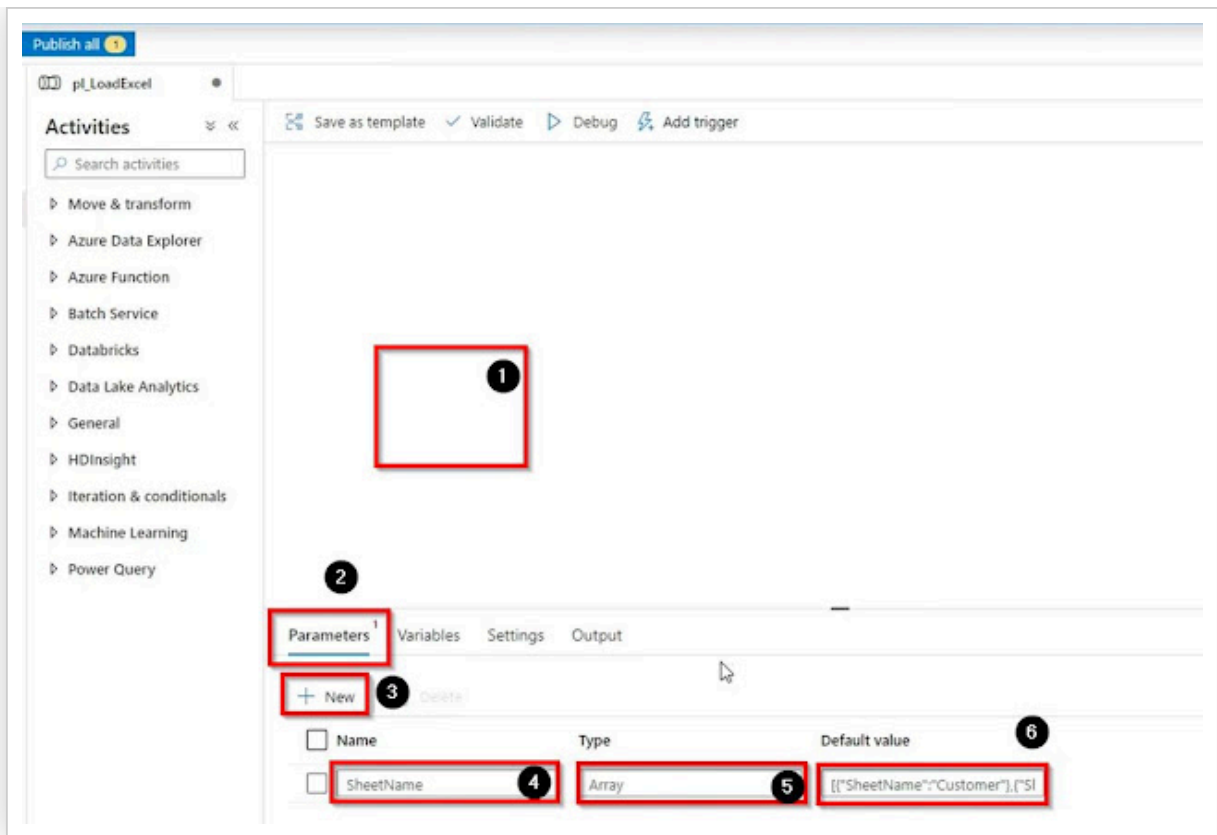 Publish all 1
pl_LoadExcel
Activities
Save as template Validate Debug Add trigger
Search activities
Move & transform
Azure Data Explorer
Azure Function
Batch Service
Databricks
Data Lake Analytics
General
HDInsight
Iteration & conditionals
Machine Learning
Power Query
1
2
Parameters 1 Variables Settings Output
+ New 3 Delete
Name Type Default value 6
SheetName 4 Array 5 [{"SheetName":"Customer"},{"Sl